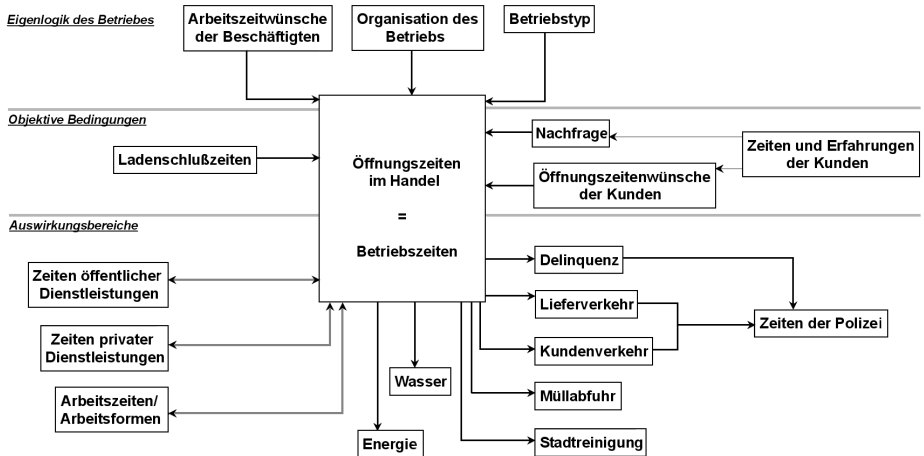 Eigenlogik des Betriebes
Arbeitszeitwünsche
der Beschäftigten
Organisation des
Betriebs
Betriebstyp
Objektive Bedingungen
Ladenschlußzeiten
Öffnungszeiten
im Handel
=
Betriebszeiten
Nachfrage
Öffnungszeitenwünsche
der Kunden
Zeiten und Erfahrungen
der Kunden
Auswirkungsbereiche
Zeiten öffentlicher
Dienstleistungen
Zeiten privater
Dienstleistungen
Arbeitszeiten/
Arbeitsformen
Wasser
Energie
Delinquenz
Lieferverkehr
Kundenverkehr
Müllabfuhr
Stadtreinigung
Zeiten der Polizei